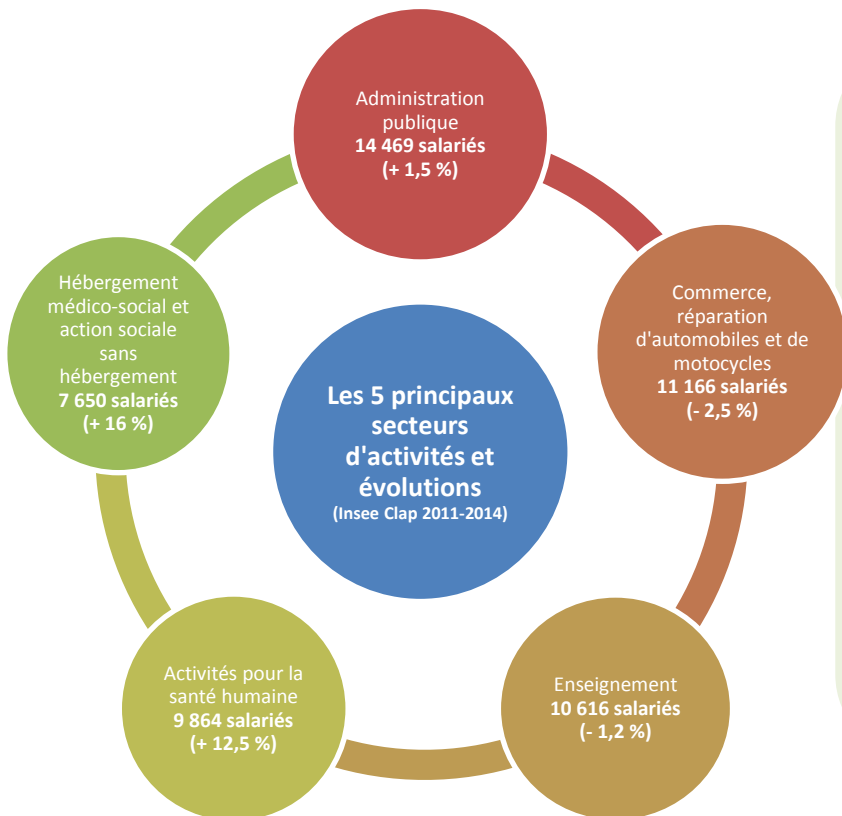 Administration
publique
14 469 salariés
(+ 1,5 %)
Commerce,
réparation
d'automobiles et de
motocycles
11 166 salariés
(- 2,5 %)
Enseignement
10 616 salariés
(- 1,2 %)
Activités pour la
santé humaine
9 864 salariés
(+ 12,5 %)
Hébergement
médico-social et
action sociale
sans
hébergement
7 650 salariés
(+ 16 %)
Les 5 principaux
secteurs
d'activités et
évolutions
(Insee Clap 2011-2014)